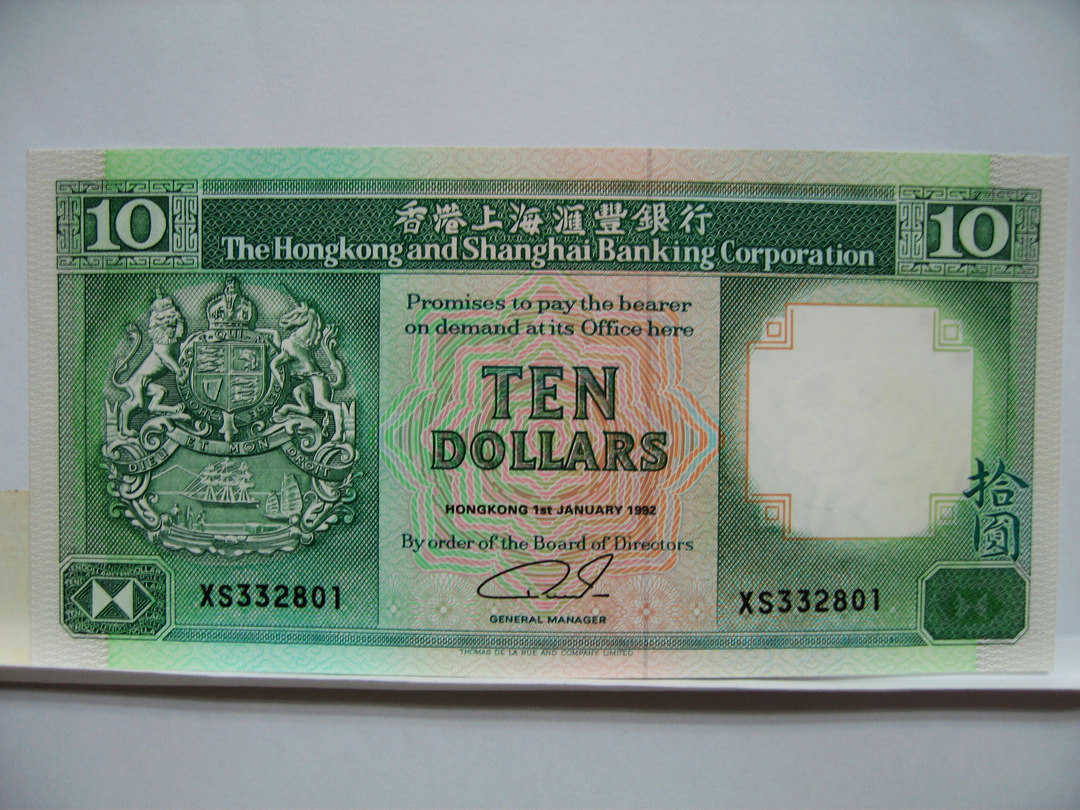 10 香港上海滙豐銀行 10
The Hongkong and Shanghai Banking Corporation
Promises to pay the bearer
on demand at its Office here
TEN
DOLLARS
DIEU ET MON DROIT
HONGKONG 1st JANUARY 1992
拾圓
By order of the Board of Directors
XS332801
XS332801
GENERAL MANAGER
THOMAS DE LA RUE AND COMPANY LIMITED